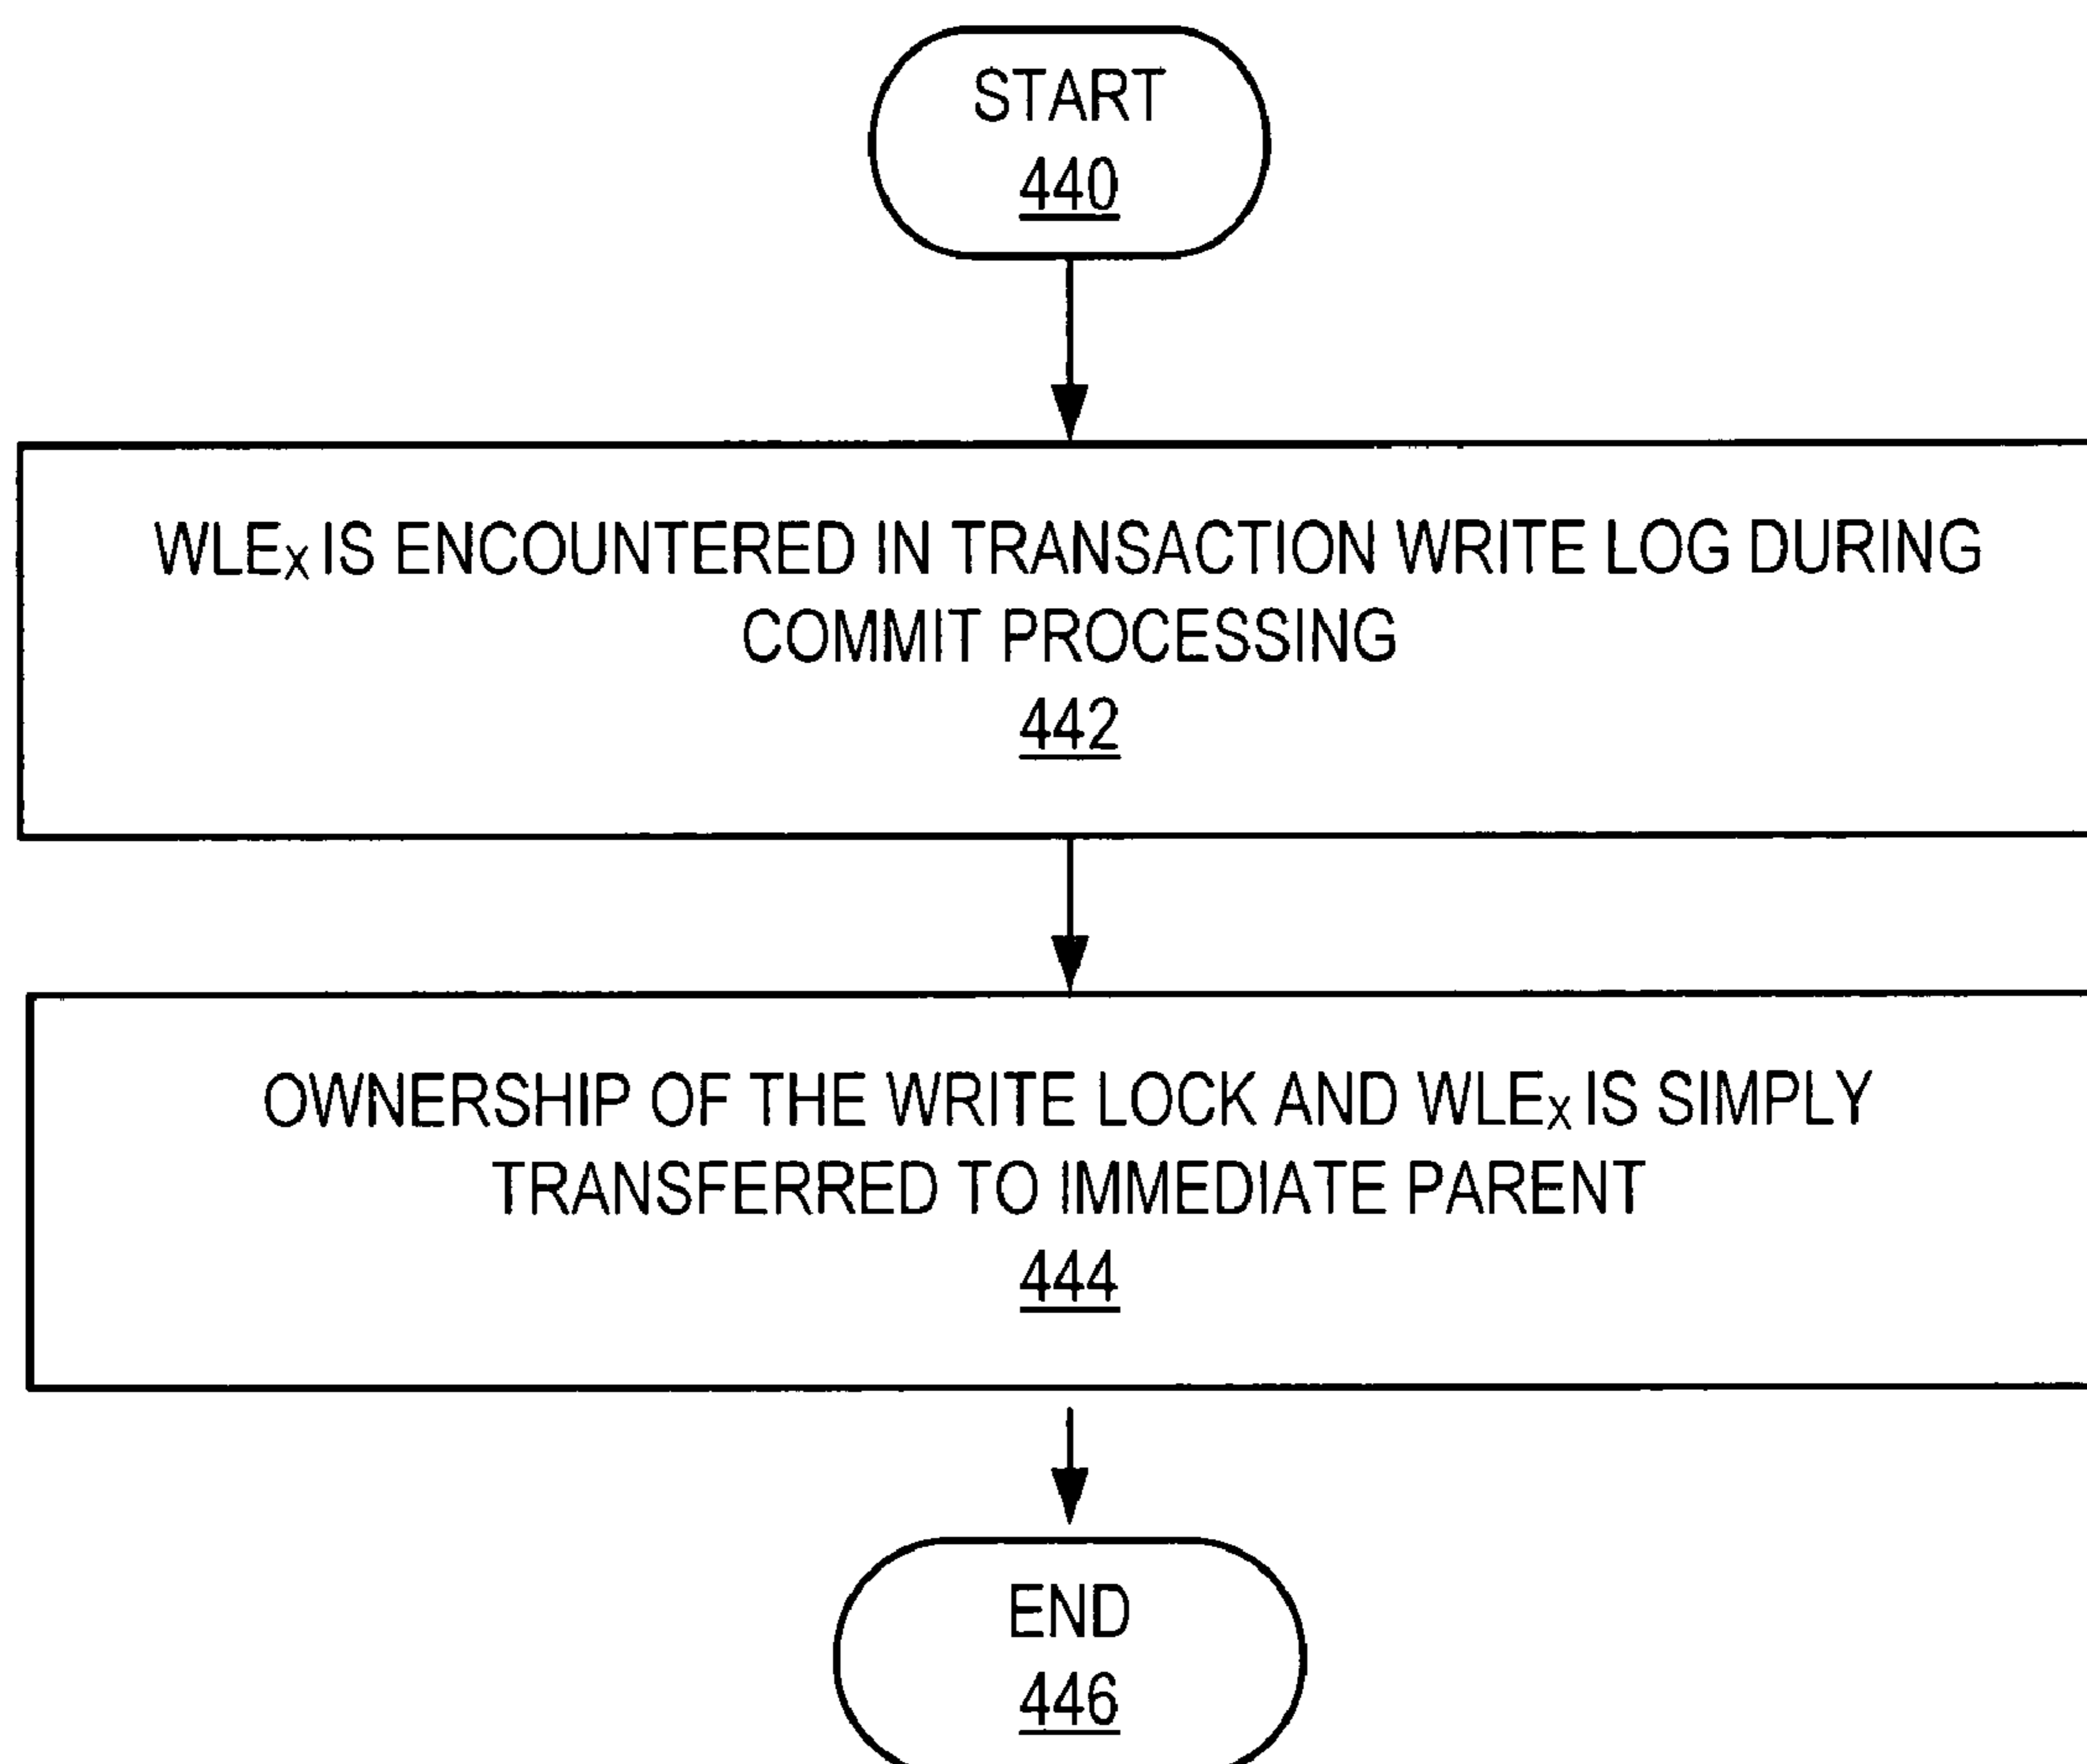 START
440
WLEX IS ENCOUNTERED IN TRANSACTION WRITE LOG DURING
COMMIT PROCESSING
442
OWNERSHIP OF THE WRITE LOCK AND WLEX IS SIMPLY
TRANSFERRED TO IMMEDIATE PARENT
444
END
446